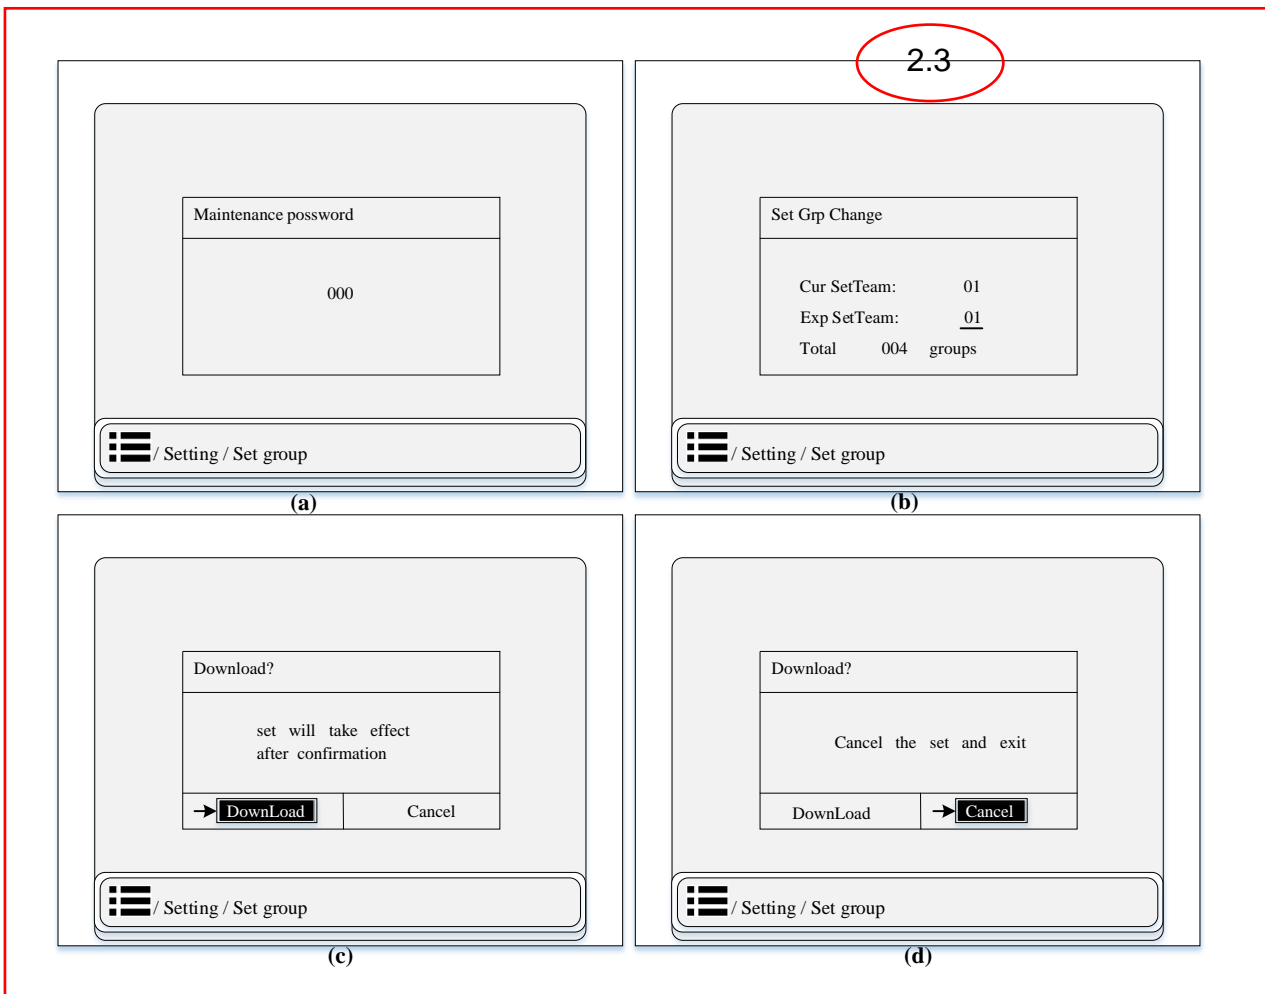 2.3
Maintenance possword
000
/ Setting / Set group
(a)
Set Grp Change
Cur SetTeam: 01
Exp SetTeam: 01
Total 004 groups
/ Setting / Set group
(b)
Download?
set will take effect
after confirmation
DownLoad Cancel
/ Setting / Set group
(c)
Download?
Cancel the set and exit
DownLoad Cancel
/ Setting / Set group
(d)